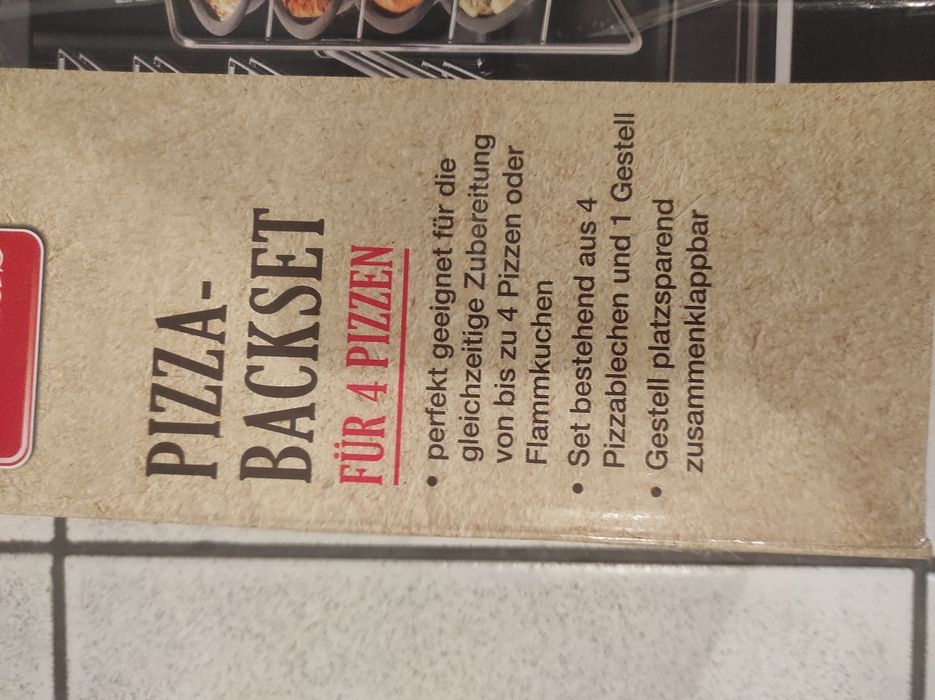 PIZZA-
BACKSET
FÜR 4 PIZZEN
• perfekt geeignet für die
gleichzeitige Zubereitung
von bis zu 4 Pizzen oder
Flammkuchen
• Set bestehend aus 4
Pizzablechen und 1 Gestell
• Gestell platzsparend
zusammenklappbar